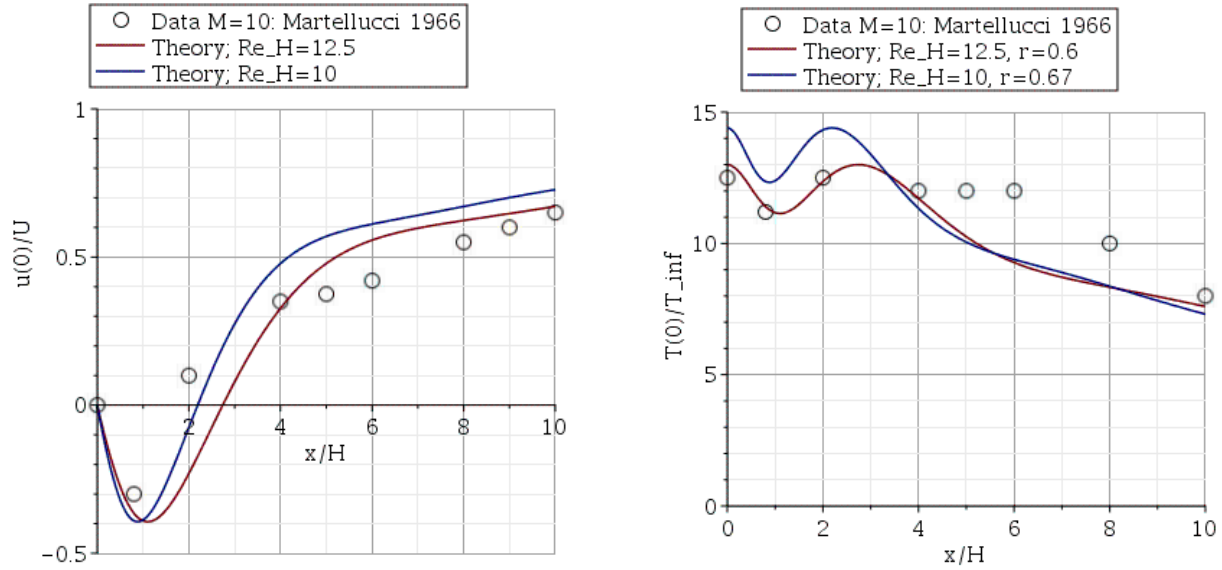 Data M=10: Martellucci 1966
Theory; Re_H=12.5
Theory; Re_H=10
1
0.5
0
-0.5
2
4
6
8
10
x/H
u(0)/U
Data M=10: Martellucci 1966
Theory; Re_H=12.5, r=0.6
Theory; Re_H=10, r=0.67
15
10
5
0
0
2
4
6
8
10
x/H
T(0)/T_inf